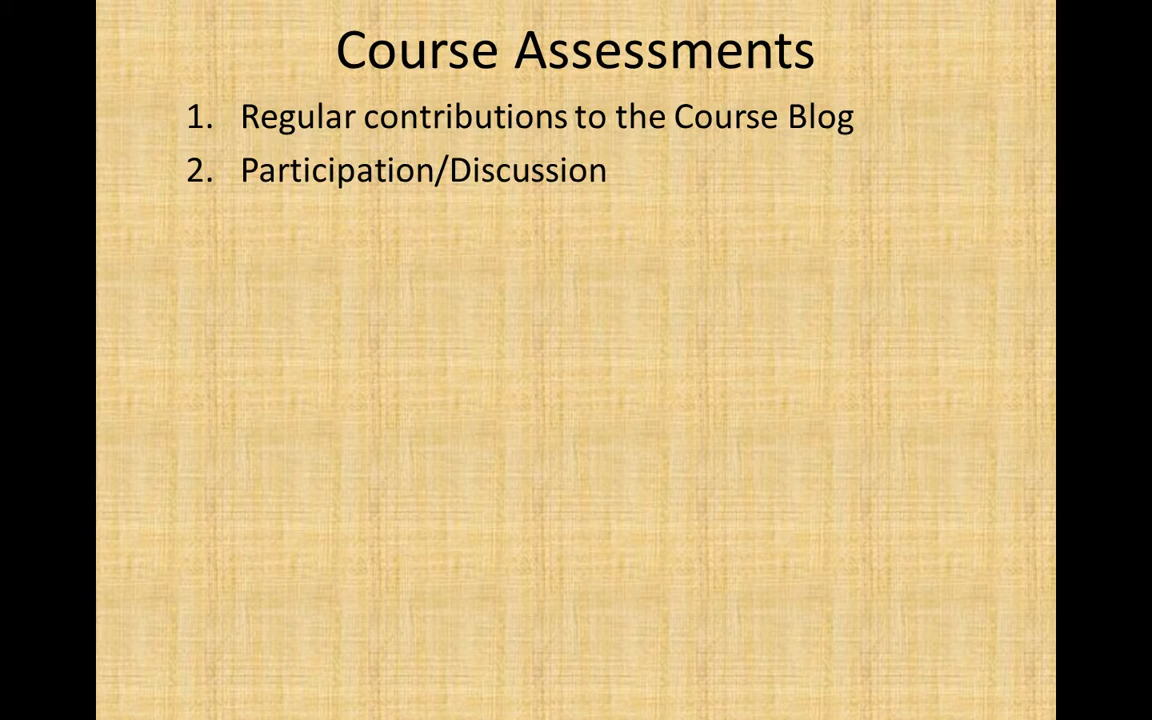 Course Assessments
1. Regular contributions to the Course Blog
2. Participation/Discussion